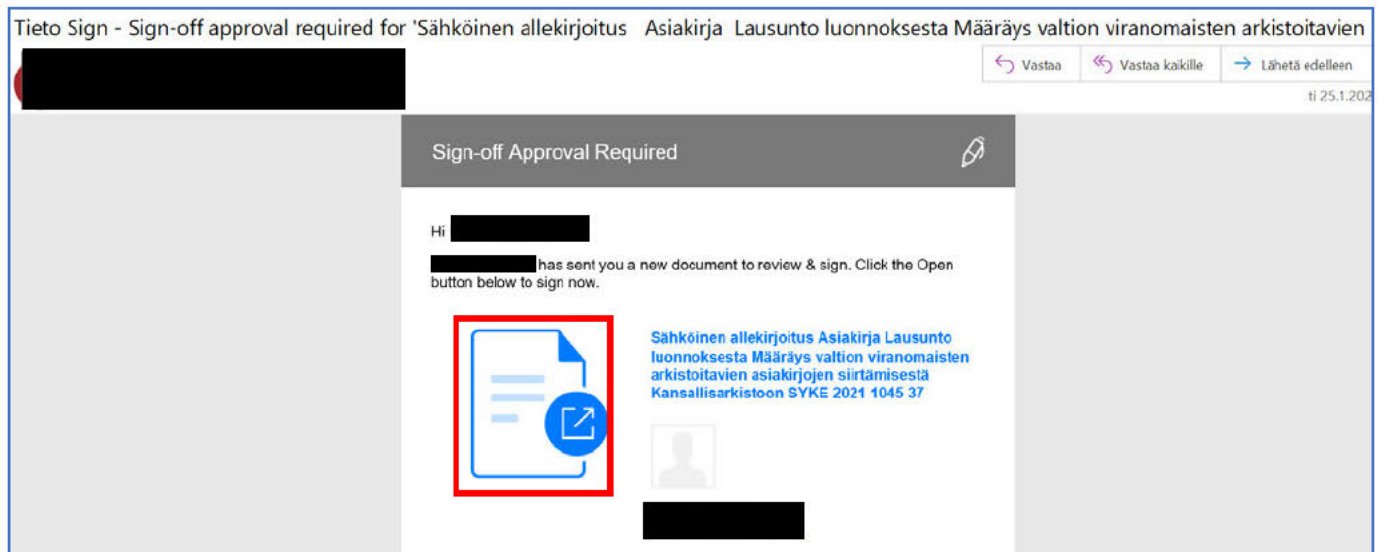 Tieto Sign - Sign-off approval required for 'Sähköinen allekirjoitus Asiakirja Lausunto luonnoksesta Määräys valtion viranomaisten arkistoitavien
Vastaa Vastaa kaikille Lähetä edelleen
ti 25.1.202
Sign-off Approval Required
Hi
has sent you a new document to review & sign. Click the Open
button below to sign now.
Sähköinen allekirjoitus Asiakirja Lausunto
luonnoksesta Määräys valtion viranomaisten
arkistoitavien asiakirjojen siirtämisestä
Kansallisarkistoon SYKE 2021 1045 37